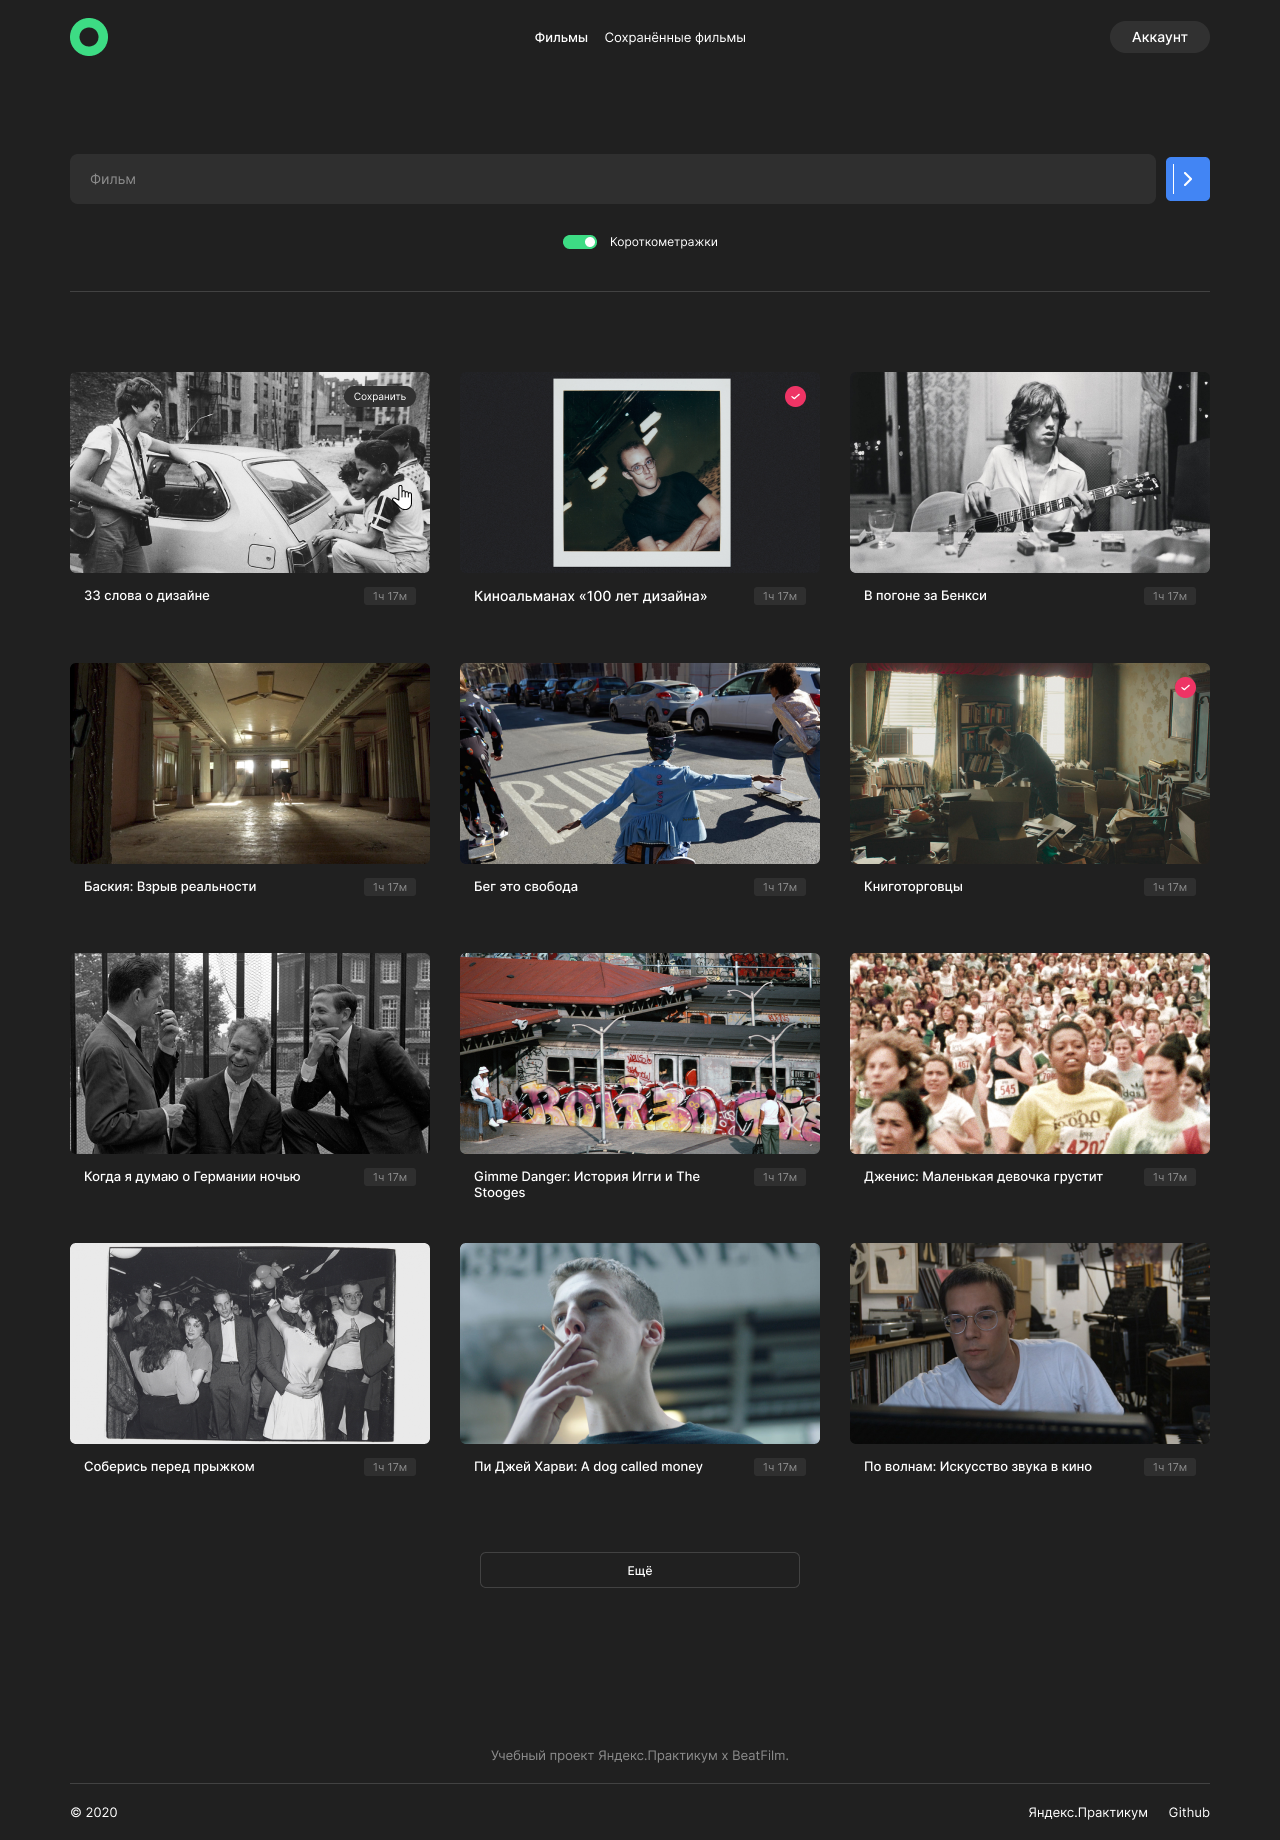 Фильмы Сохранённые фильмы Аккаунт
Фильм
Короткометражки
Сохранить
33 слова о дизайне 1ч 17м
Киноальманах «100 лет дизайна» 1ч 17м
В погоне за Бенкси 1ч 17м
RUN
Баския: Взрыв реальности 1ч 17м
Бег это свобода 1ч 17м
Книготорговцы 1ч 17м
545
4207
Когда я думаю о Германии ночью 1ч 17м
Gimme Danger: История Игги и The
Stooges 1ч 17м
Дженис: Маленькая девочка грустит 1ч 17м
Соберись перед прыжком 1ч 17м
Пи Джей Харви: A dog called money 1ч 17м
По волнам: Искусство звука в кино 1ч 17м
Ещё
Учебный проект Яндекс.Практикум х BeatFilm.
© 2020 Яндекс.Практикум Github